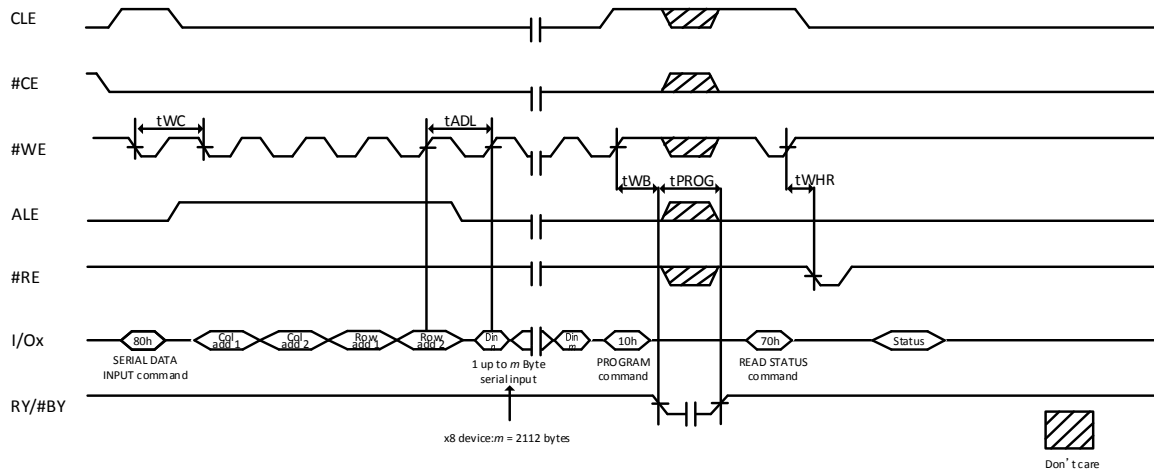 CLE
#CE
tWC
tADL
#WE
tWB
tPROG
tWHR
ALE
#RE
I/Ox
80h
Col
add 1
Col
add 2
Row
add 1
Row
add 2
Din
n
Din
m
10h
70h
Status
SERIAL DATA
INPUT command
1 up to m Byte
serial input
PROGRAM
command
READ STATUS
command
RY/#BY
x8 device:m = 2112 bytes
Don't care